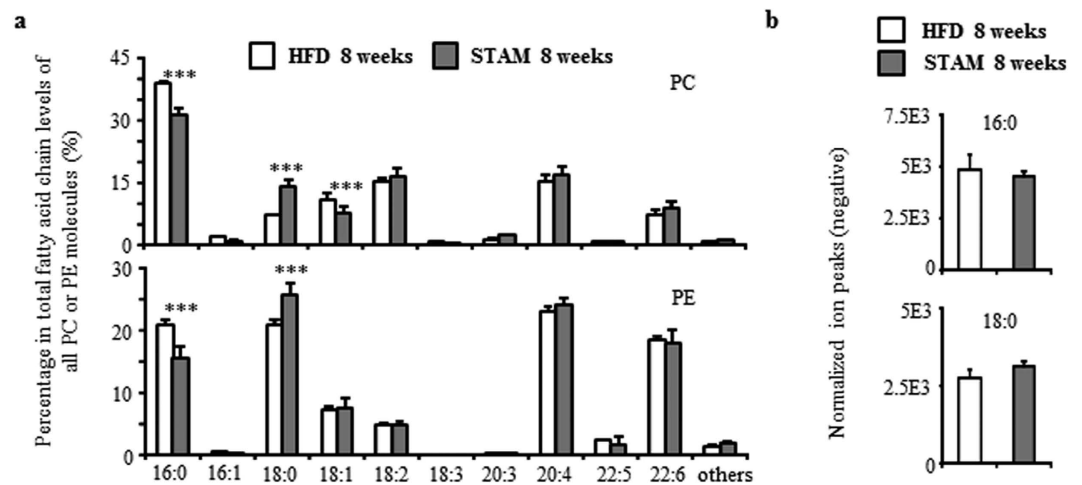 a
HFD 8 weeks
STAM 8 weeks
Percentage in total fatty acid chain levels of
all PC or PE molecules (%)
45
30
15
0
PC
***
***
***
30
20
10
0
PE
***
***
16:0 16:1 18:0 18:1 18:2 18:3 20:3 20:4 22:5 22:6 others
b
HFD 8 weeks
STAM 8 weeks
Normalized ion peaks (negative)
7.5E3
5E3
2.5E3
0
16:0
5E3
2.5E3
0
18:0